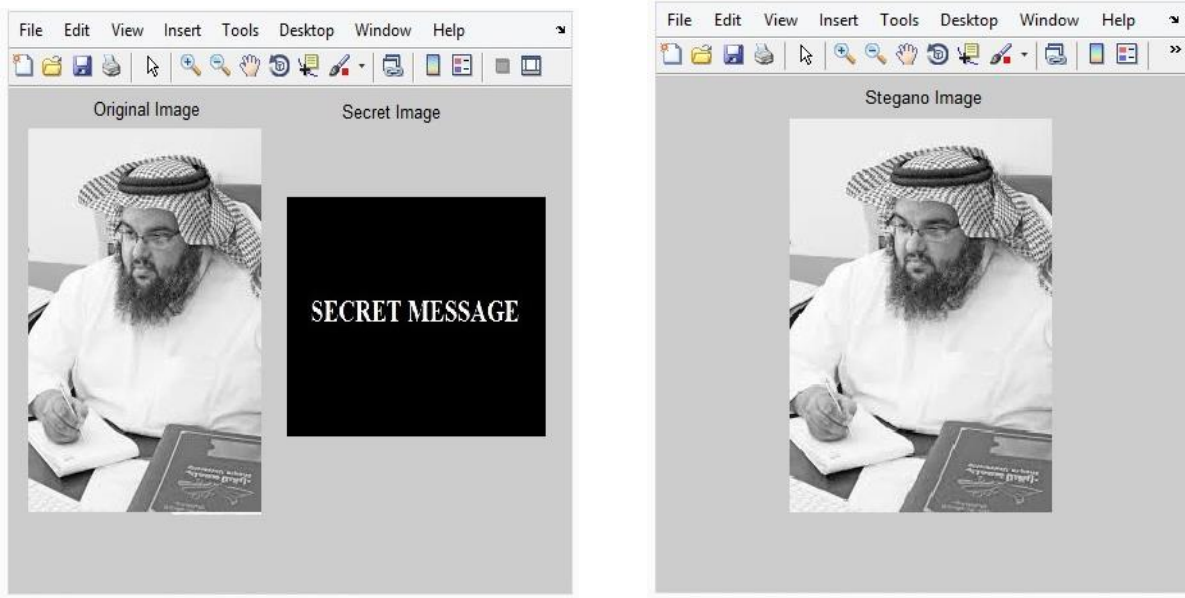 File Edit View Insert Tools Desktop Window Help
Original Image
Secret Image
SECRET MESSAGE
File Edit View Insert Tools Desktop Window Help
Stegano Image